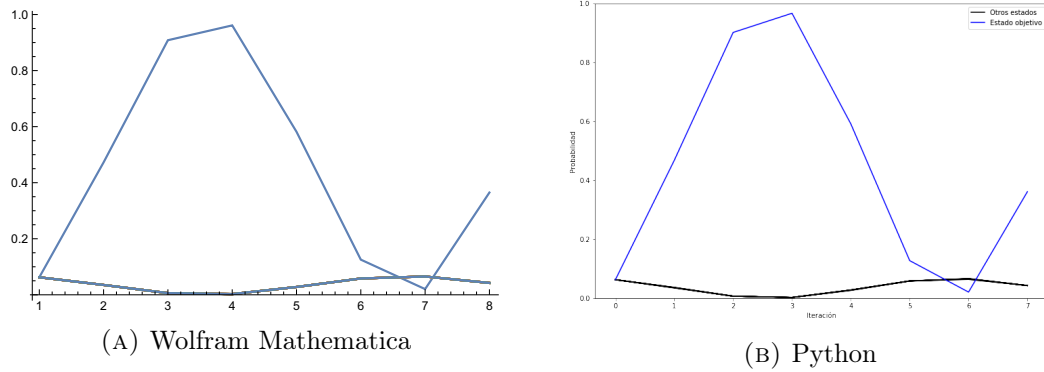 1.0
0.8
0.6
0.4
0.2
1 2 3 4 5 6 7 8
(A) Wolfram Mathematica
1.0
0.8
0.6
0.4
0.2
0.0
Probabilidad
Otros estados
Estado objetivo
0 1 2 3 4 5 6 7
Iteración
(B) Python